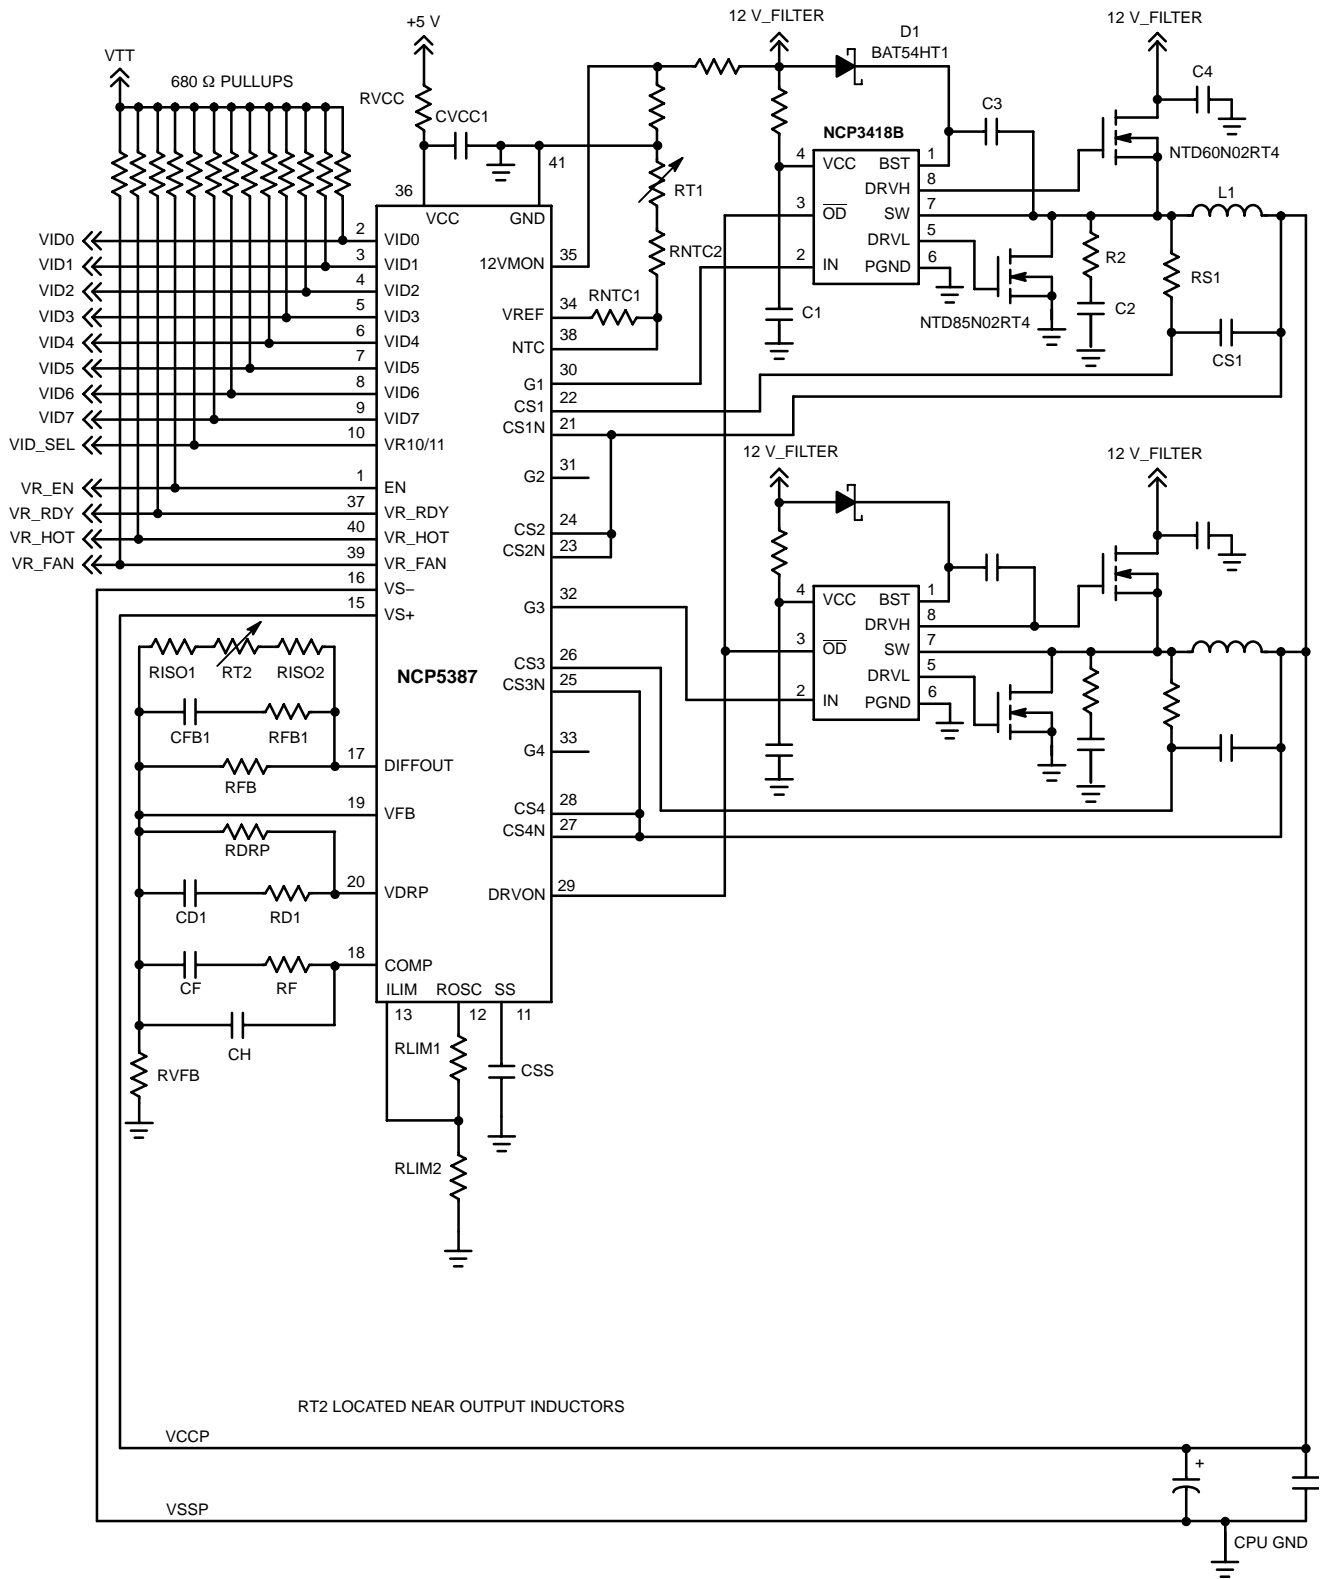 +5 V
12 V_FILTER
12 V_FILTER
D1
BAT54HT1
VTT
680 Ω PULLUPS
RVCC
CVCC1
C4
C3
NCP3418B
NTD60N02RT4
41
36
RT1
RNTC2
VCC GND
4 VCC BST 1
DRVH 8
3 OD SW 7
DRVL 5
2 IN PGND 6
L1
R2
RS1
C1
NTD85N02RT4
C2
CS1
VID0 2 VID0
VID1 3 VID1
VID2 4 VID2
VID3 5 VID3
VID4 6 VID4
VID5 7 VID5
VID6 8 VID6
VID7 9 VID7
VID_SEL 10 VR10/11
VR_EN 1 EN
VR_RDY 37 VR_RDY
VR_HOT 40 VR_HOT
VR_FAN 39 VR_FAN
16 VS–
15 VS+
12VMON 35
VREF 34 RNTC1
NTC 38
G1 30
CS1 22
CS1N 21
G2 31
CS2 24
CS2N 23
G3 32
CS3 26
CS3N 25
G4 33
CS4 28
CS4N 27
DRVON 29
NCP5387
12 V_FILTER
12 V_FILTER
4 VCC BST 1
DRVH 8
3 OD SW 7
DRVL 5
2 IN PGND 6
RISO1 RT2 RISO2
CFB1 RFB1
17 DIFFOUT
RFB
19 VFB
RDRP
20 VDRP
CD1 RD1
18 COMP
CF RF
CH
RVFB
ILIM ROSC SS
13 12 11
RLIM1
CSS
RLIM2
RT2 LOCATED NEAR OUTPUT INDUCTORS
VCCP
+
VSSP
CPU GND